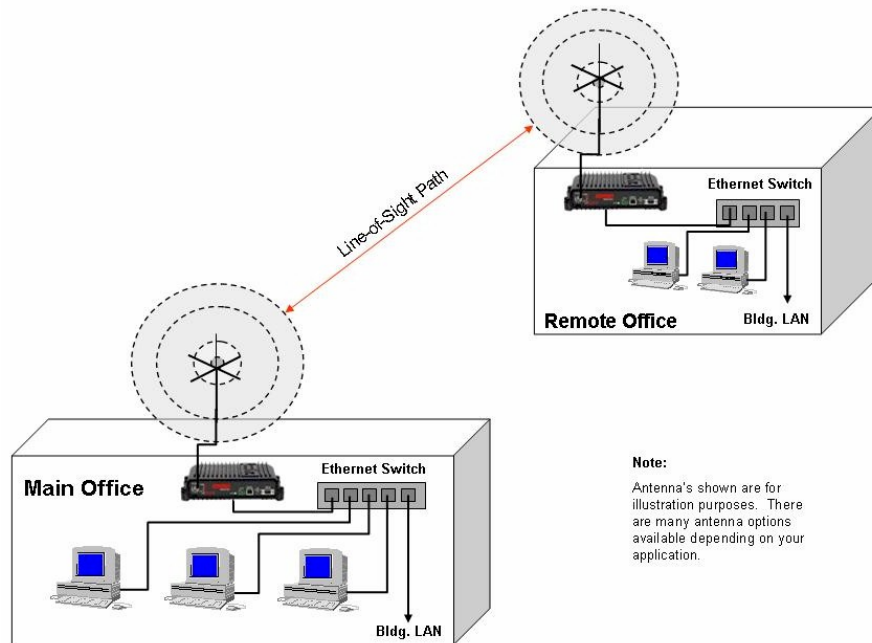 Ethernet Switch
Line-of-Sight Path
Remote Office
Bldg. LAN
Main Office
Ethernet Switch
Bldg. LAN
Note:
Antenna's shown are for
illustration purposes. There
are many antenna options
available depending on your
application.